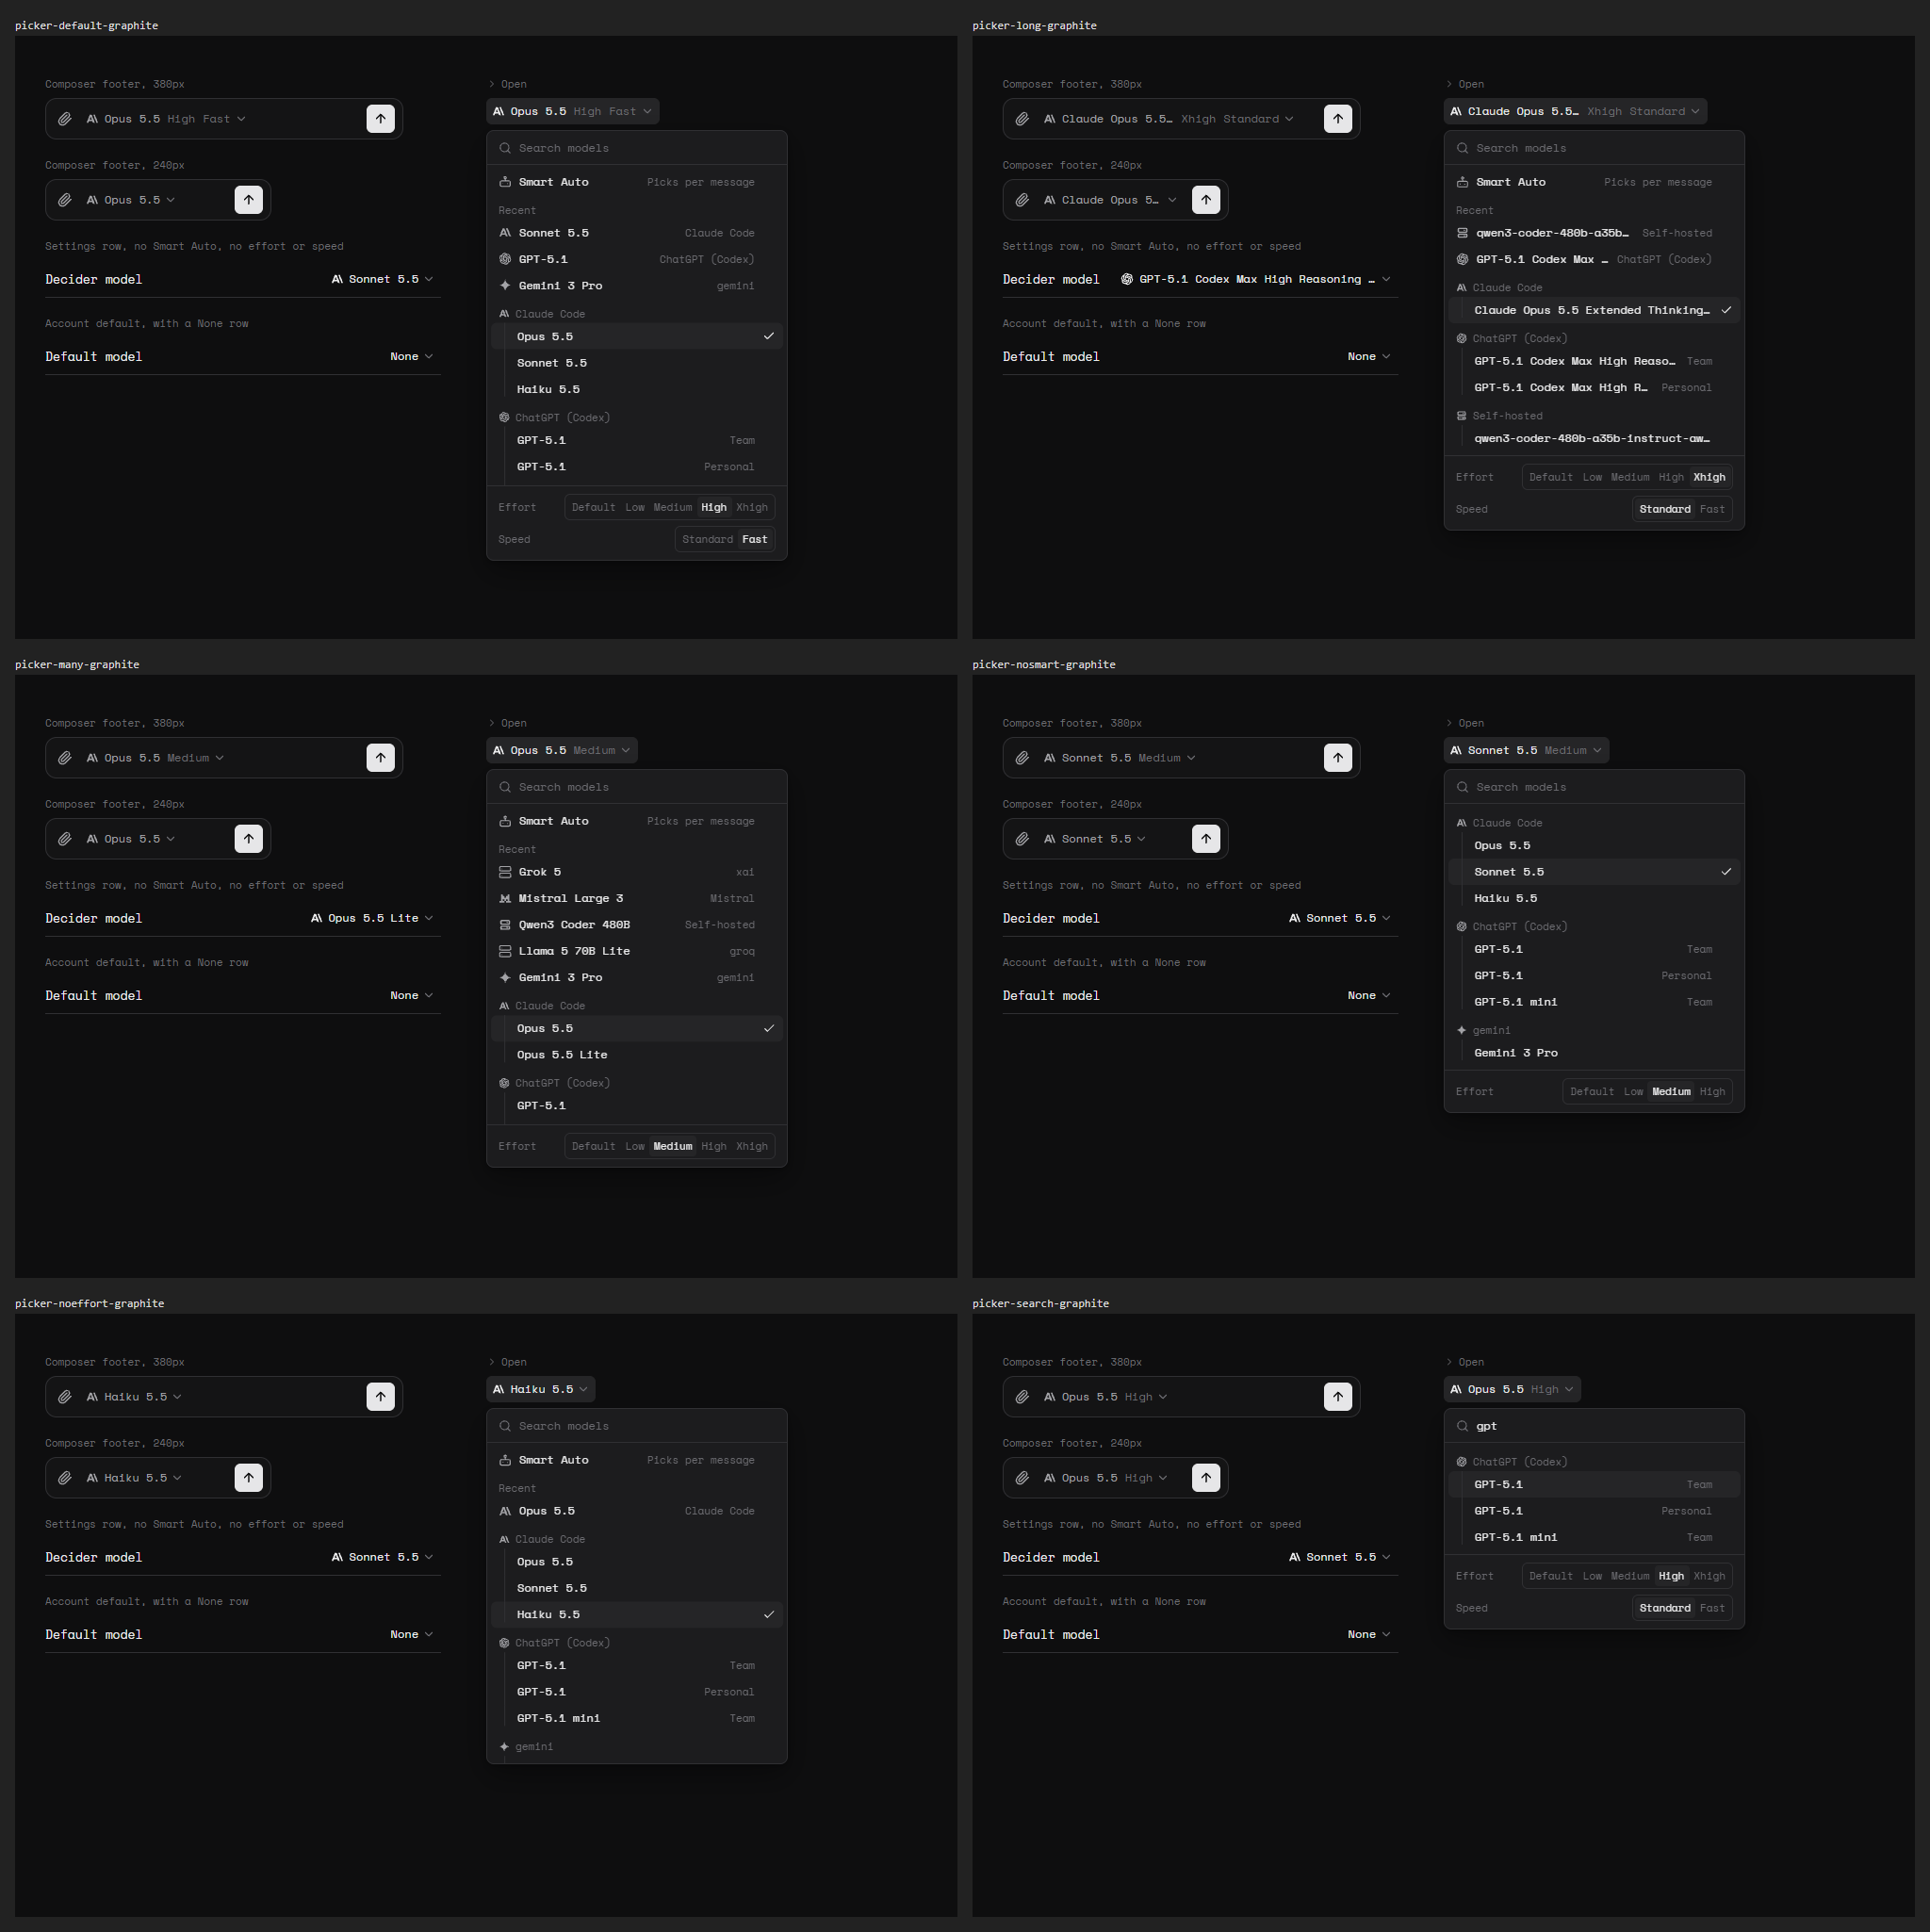 picker-default-graphite
Composer footer, 380px
Opus 5.5 High Fast
Composer footer, 240px
Opus 5.5
Settings row, no Smart Auto, no effort or speed
Decider model Sonnet 5.5
Account default, with a None row
Default model None
Open
Opus 5.5 High Fast
Search models
Smart Auto Picks per message
Recent
Sonnet 5.5 Claude Code
GPT-5.1 ChatGPT (Codex)
Gemini 3 Pro gemini
Claude Code
Opus 5.5
Sonnet 5.5
Haiku 5.5
ChatGPT (Codex)
GPT-5.1 Team
GPT-5.1 Personal
Effort Default Low Medium High Xhigh
Speed Standard Fast
picker-long-graphite
Composer footer, 380px
Claude Opus 5.5… Xhigh Standard
Composer footer, 240px
Claude Opus 5…
Settings row, no Smart Auto, no effort or speed
Decider model GPT-5.1 Codex Max High Reasoning …
Account default, with a None row
Default model None
Open
Claude Opus 5.5… Xhigh Standard
Search models
Smart Auto Picks per message
Recent
qwen3-coder-480b-a35b… Self-hosted
GPT-5.1 Codex Max … ChatGPT (Codex)
Claude Code
Claude Opus 5.5 Extended Thinking…
ChatGPT (Codex)
GPT-5.1 Codex Max High Reaso… Team
GPT-5.1 Codex Max High R… Personal
Self-hosted
qwen3-coder-480b-a35b-instruct-aw…
Effort Default Low Medium High Xhigh
Speed Standard Fast
picker-many-graphite
Composer footer, 380px
Opus 5.5 Medium
Composer footer, 240px
Opus 5.5
Settings row, no Smart Auto, no effort or speed
Decider model Opus 5.5 Lite
Account default, with a None row
Default model None
Open
Opus 5.5 Medium
Search models
Smart Auto Picks per message
Recent
Grok 5 xai
Mistral Large 3 Mistral
Qwen3 Coder 480B Self-hosted
Llama 5 70B Lite groq
Gemini 3 Pro gemini
Claude Code
Opus 5.5
Opus 5.5 Lite
ChatGPT (Codex)
GPT-5.1
Effort Default Low Medium High Xhigh
picker-nosmart-graphite
Composer footer, 380px
Sonnet 5.5 Medium
Composer footer, 240px
Sonnet 5.5
Settings row, no Smart Auto, no effort or speed
Decider model Sonnet 5.5
Account default, with a None row
Default model None
Open
Sonnet 5.5 Medium
Search models
Claude Code
Opus 5.5
Sonnet 5.5
Haiku 5.5
ChatGPT (Codex)
GPT-5.1 Team
GPT-5.1 Personal
GPT-5.1 mini Team
gemini
Gemini 3 Pro
Effort Default Low Medium High
picker-noeffort-graphite
Composer footer, 380px
Haiku 5.5
Composer footer, 240px
Haiku 5.5
Settings row, no Smart Auto, no effort or speed
Decider model Sonnet 5.5
Account default, with a None row
Default model None
Open
Haiku 5.5
Search models
Smart Auto Picks per message
Recent
Opus 5.5 Claude Code
Claude Code
Opus 5.5
Sonnet 5.5
Haiku 5.5
ChatGPT (Codex)
GPT-5.1 Team
GPT-5.1 Personal
GPT-5.1 mini Team
gemini
picker-search-graphite
Composer footer, 380px
Opus 5.5 High
Composer footer, 240px
Opus 5.5 High
Settings row, no Smart Auto, no effort or speed
Decider model Sonnet 5.5
Account default, with a None row
Default model None
Open
Opus 5.5 High
gpt
ChatGPT (Codex)
GPT-5.1 Team
GPT-5.1 Personal
GPT-5.1 mini Team
Effort Default Low Medium High Xhigh
Speed Standard Fast